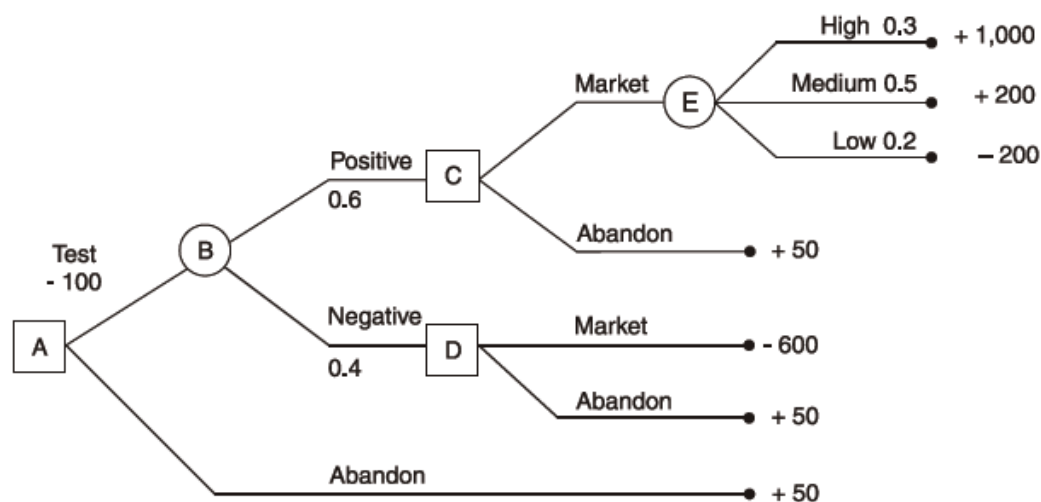 High 0.3
+ 1,000
Market
E
Medium 0.5
+ 200
Low 0.2
– 200
Positive
C
0.6
Abandon
+ 50
Test
- 100
B
Negative
Market
A
D
- 600
0.4
Abandon
+ 50
Abandon
+ 50